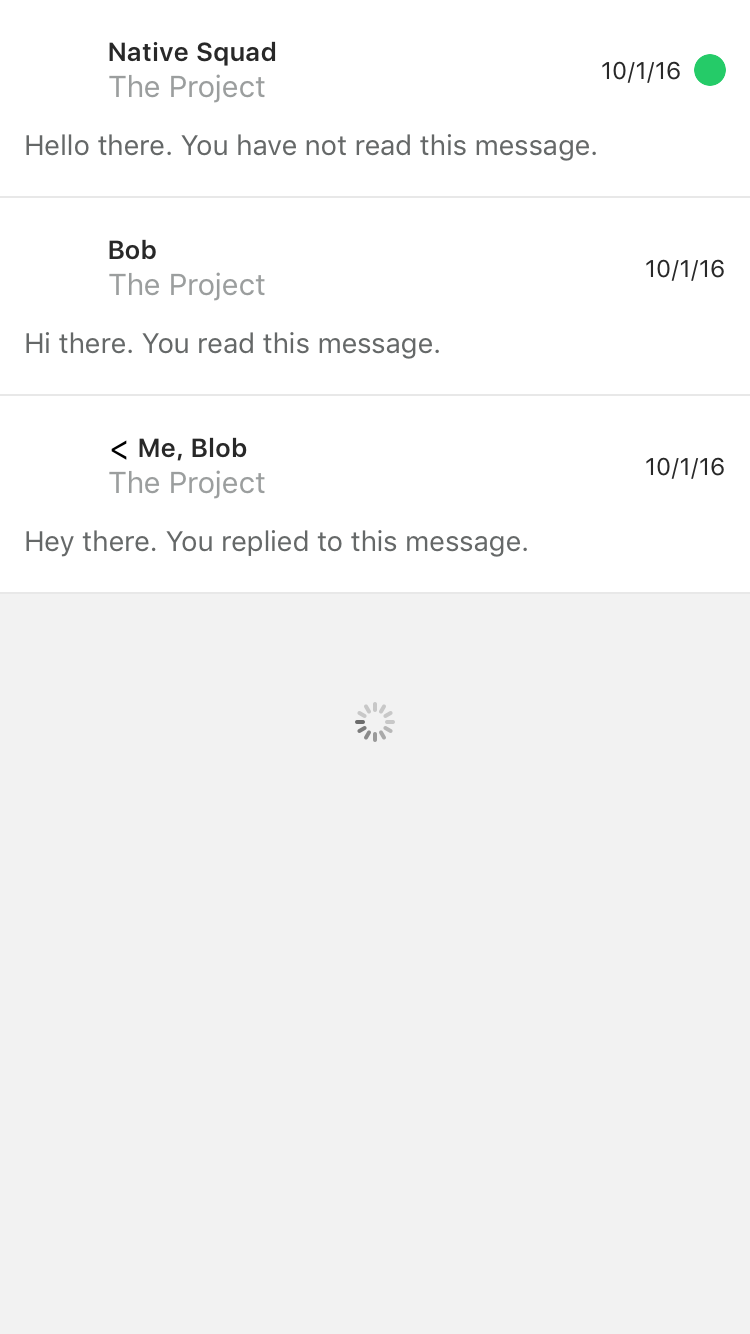 Native Squad
The Project
10/1/16
Hello there. You have not read this message.
Bob
The Project
10/1/16
Hi there. You read this message.
< Me, Blob
The Project
10/1/16
Hey there. You replied to this message.